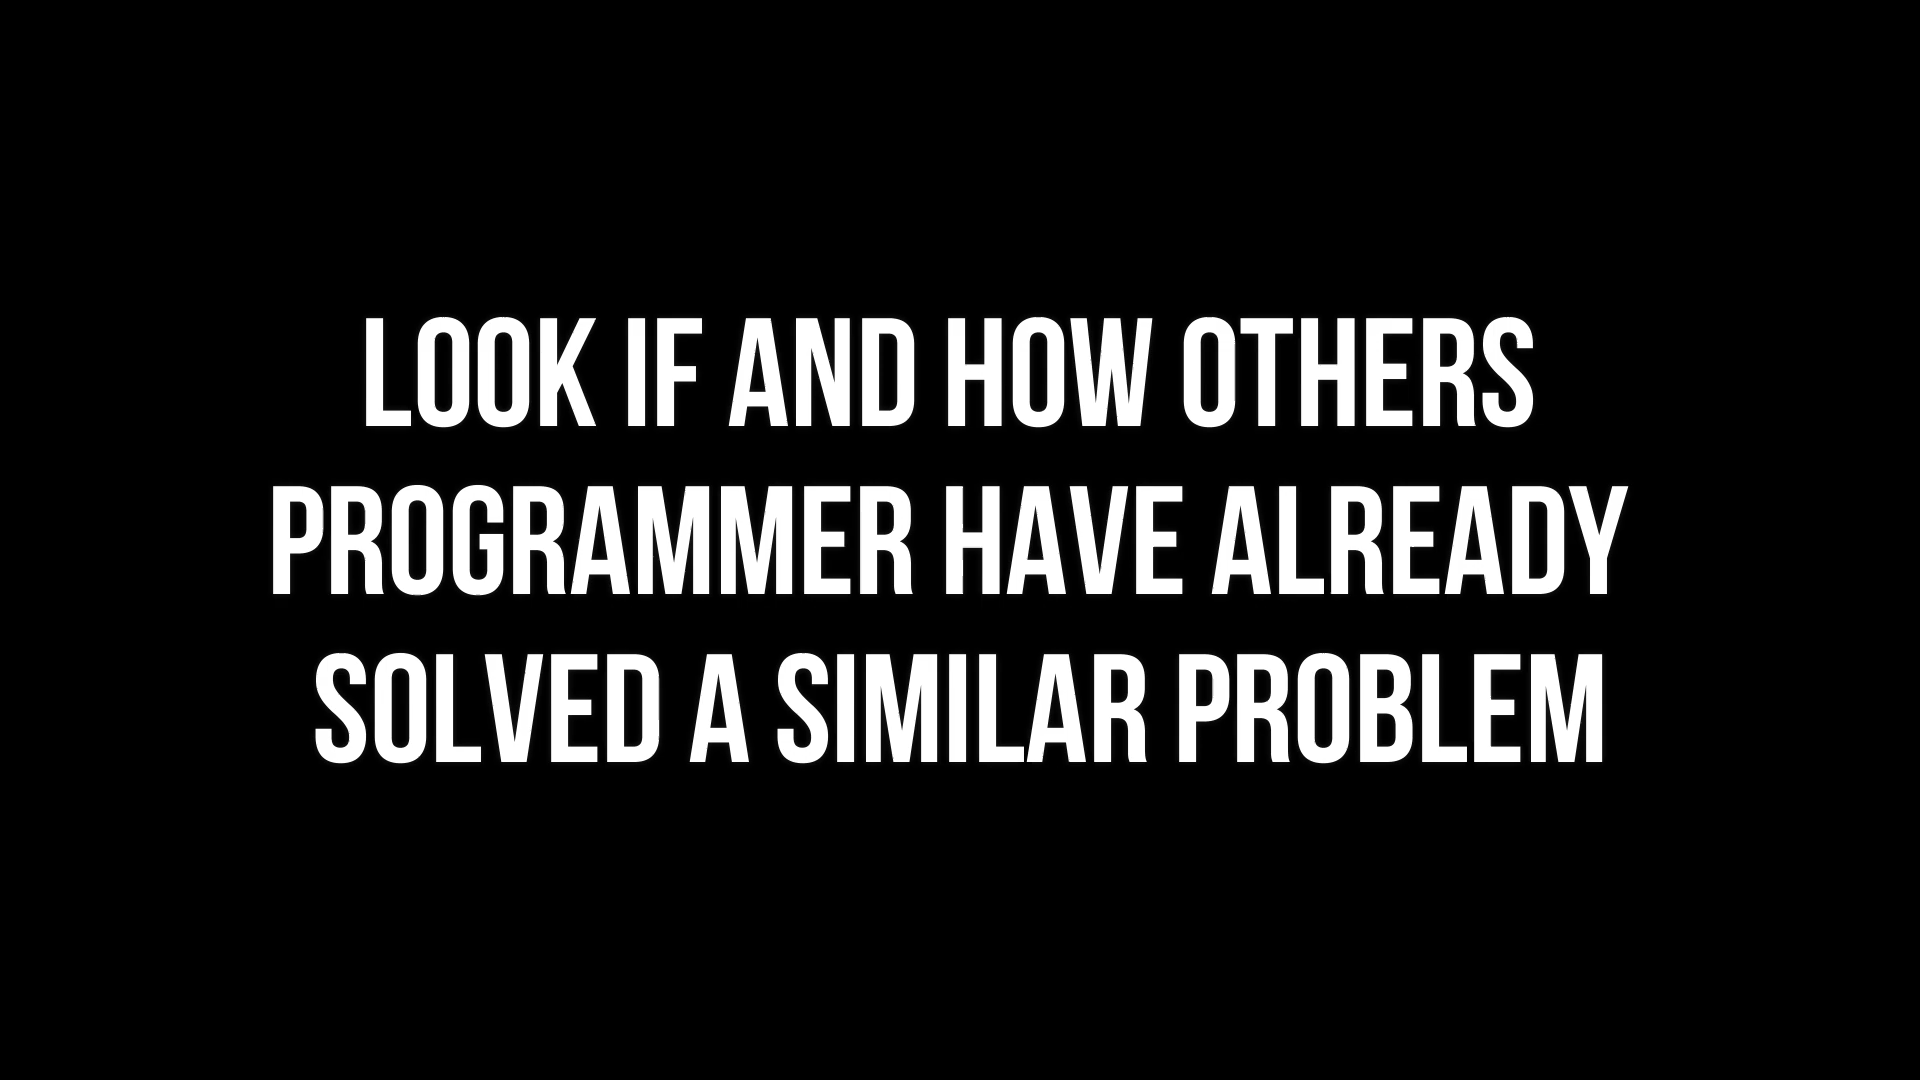 LOOK IF AND HOW OTHERS
PROGRAMMER HAVE ALREADY
SOLVED A SIMILAR PROBLEM